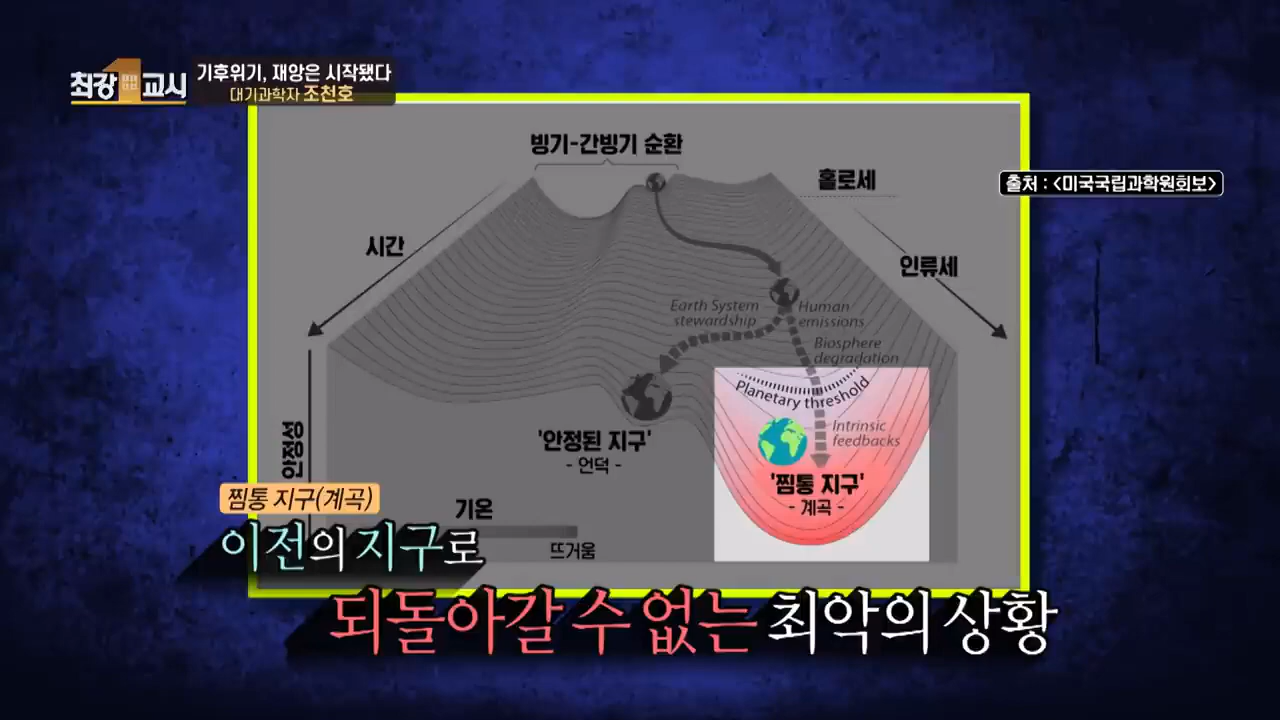 최강1교시
기후위기, 재앙은 시작됐다
대기과학자 조천호
출처 : <미국국립과학원회보>
빙기-간빙기 순환
홀로세
시간
인류세
Earth System
stewardship
Human
emissions
Biosphere
degradation
Planetary threshold
Intrinsic
feedbacks
'안정된 지구'
- 언덕 -
'찜통 지구'
- 계곡 -
안정성
기온
뜨거움
찜통 지구(계곡)
이전의 지구로
되돌아갈 수 없는 최악의 상황